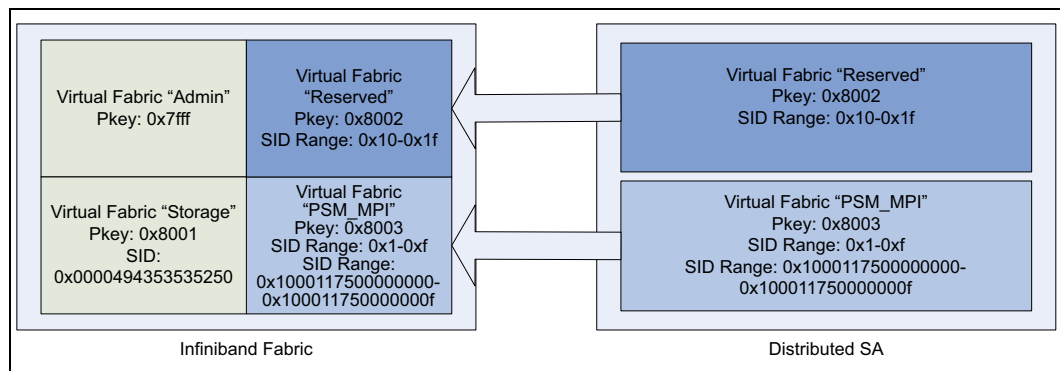 Virtual Fabric “Admin”
Pkey: 0x7fff
Virtual Fabric
“Reserved”
Pkey: 0x8002
SID Range: 0x10-0x1f
Virtual Fabric “Storage”
Pkey: 0x8001
SID:
0x0000494353535250
Virtual Fabric
“PSM_MPI”
Pkey: 0x8003
SID Range: 0x1-0xf
SID Range:
0x1000117500000000-
0x100011750000000f
Infiniband Fabric
Virtual Fabric “Reserved”
Pkey: 0x8002
SID Range: 0x10-0x1f
Virtual Fabric “PSM_MPI”
Pkey: 0x8003
SID Range: 0x1-0xf
SID Range: 0x1000117500000000-
0x100011750000000f
Distributed SA